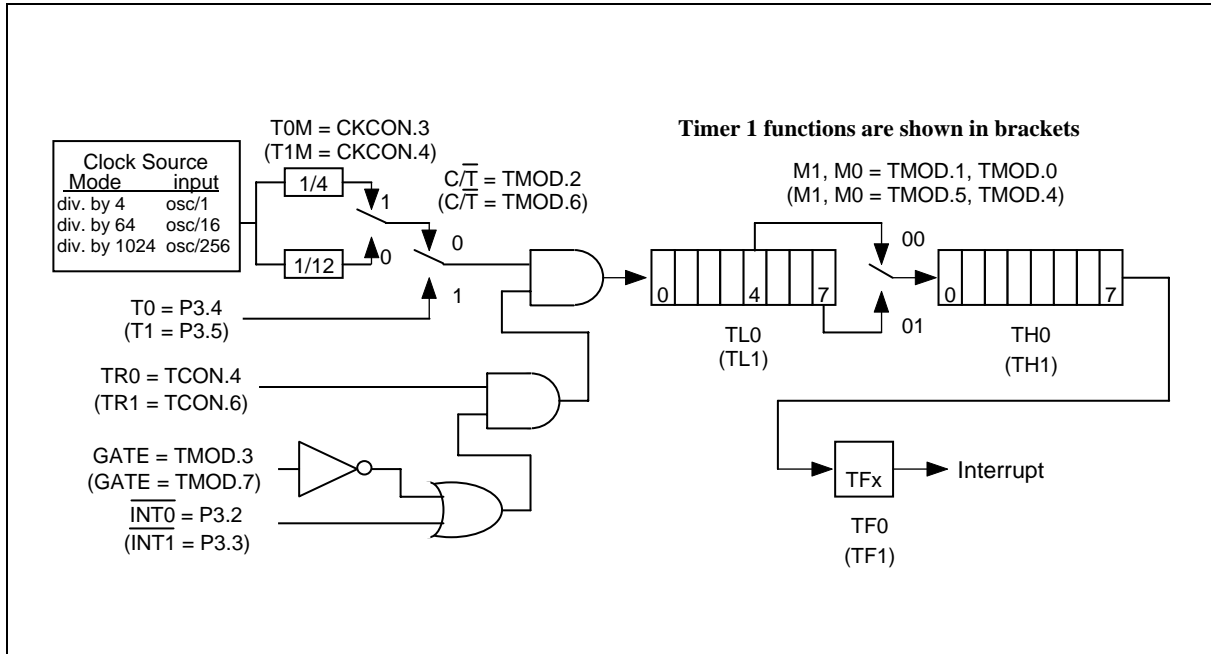 T0M = CKCON.3
(T1M = CKCON.4)
Timer 1 functions are shown in brackets
Clock Source
Mode input
div. by 4 osc/1
div. by 64 osc/16
div. by 1024 osc/256
1/4
1
C/T̅ = TMOD.2
(C/T̅ = TMOD.6)
M1, M0 = TMOD.1, TMOD.0
(M1, M0 = TMOD.5, TMOD.4)
0
00
1/12
0
1
0 4 7
0 7
01
T0 = P3.4
(T1 = P3.5)
TL0
(TL1)
TH0
(TH1)
TR0 = TCON.4
(TR1 = TCON.6)
GATE = TMOD.3
(GATE = TMOD.7)
TFx
Interrupt
I̅N̅T̅0̅ = P3.2
(I̅N̅T̅1̅ = P3.3)
TF0
(TF1)